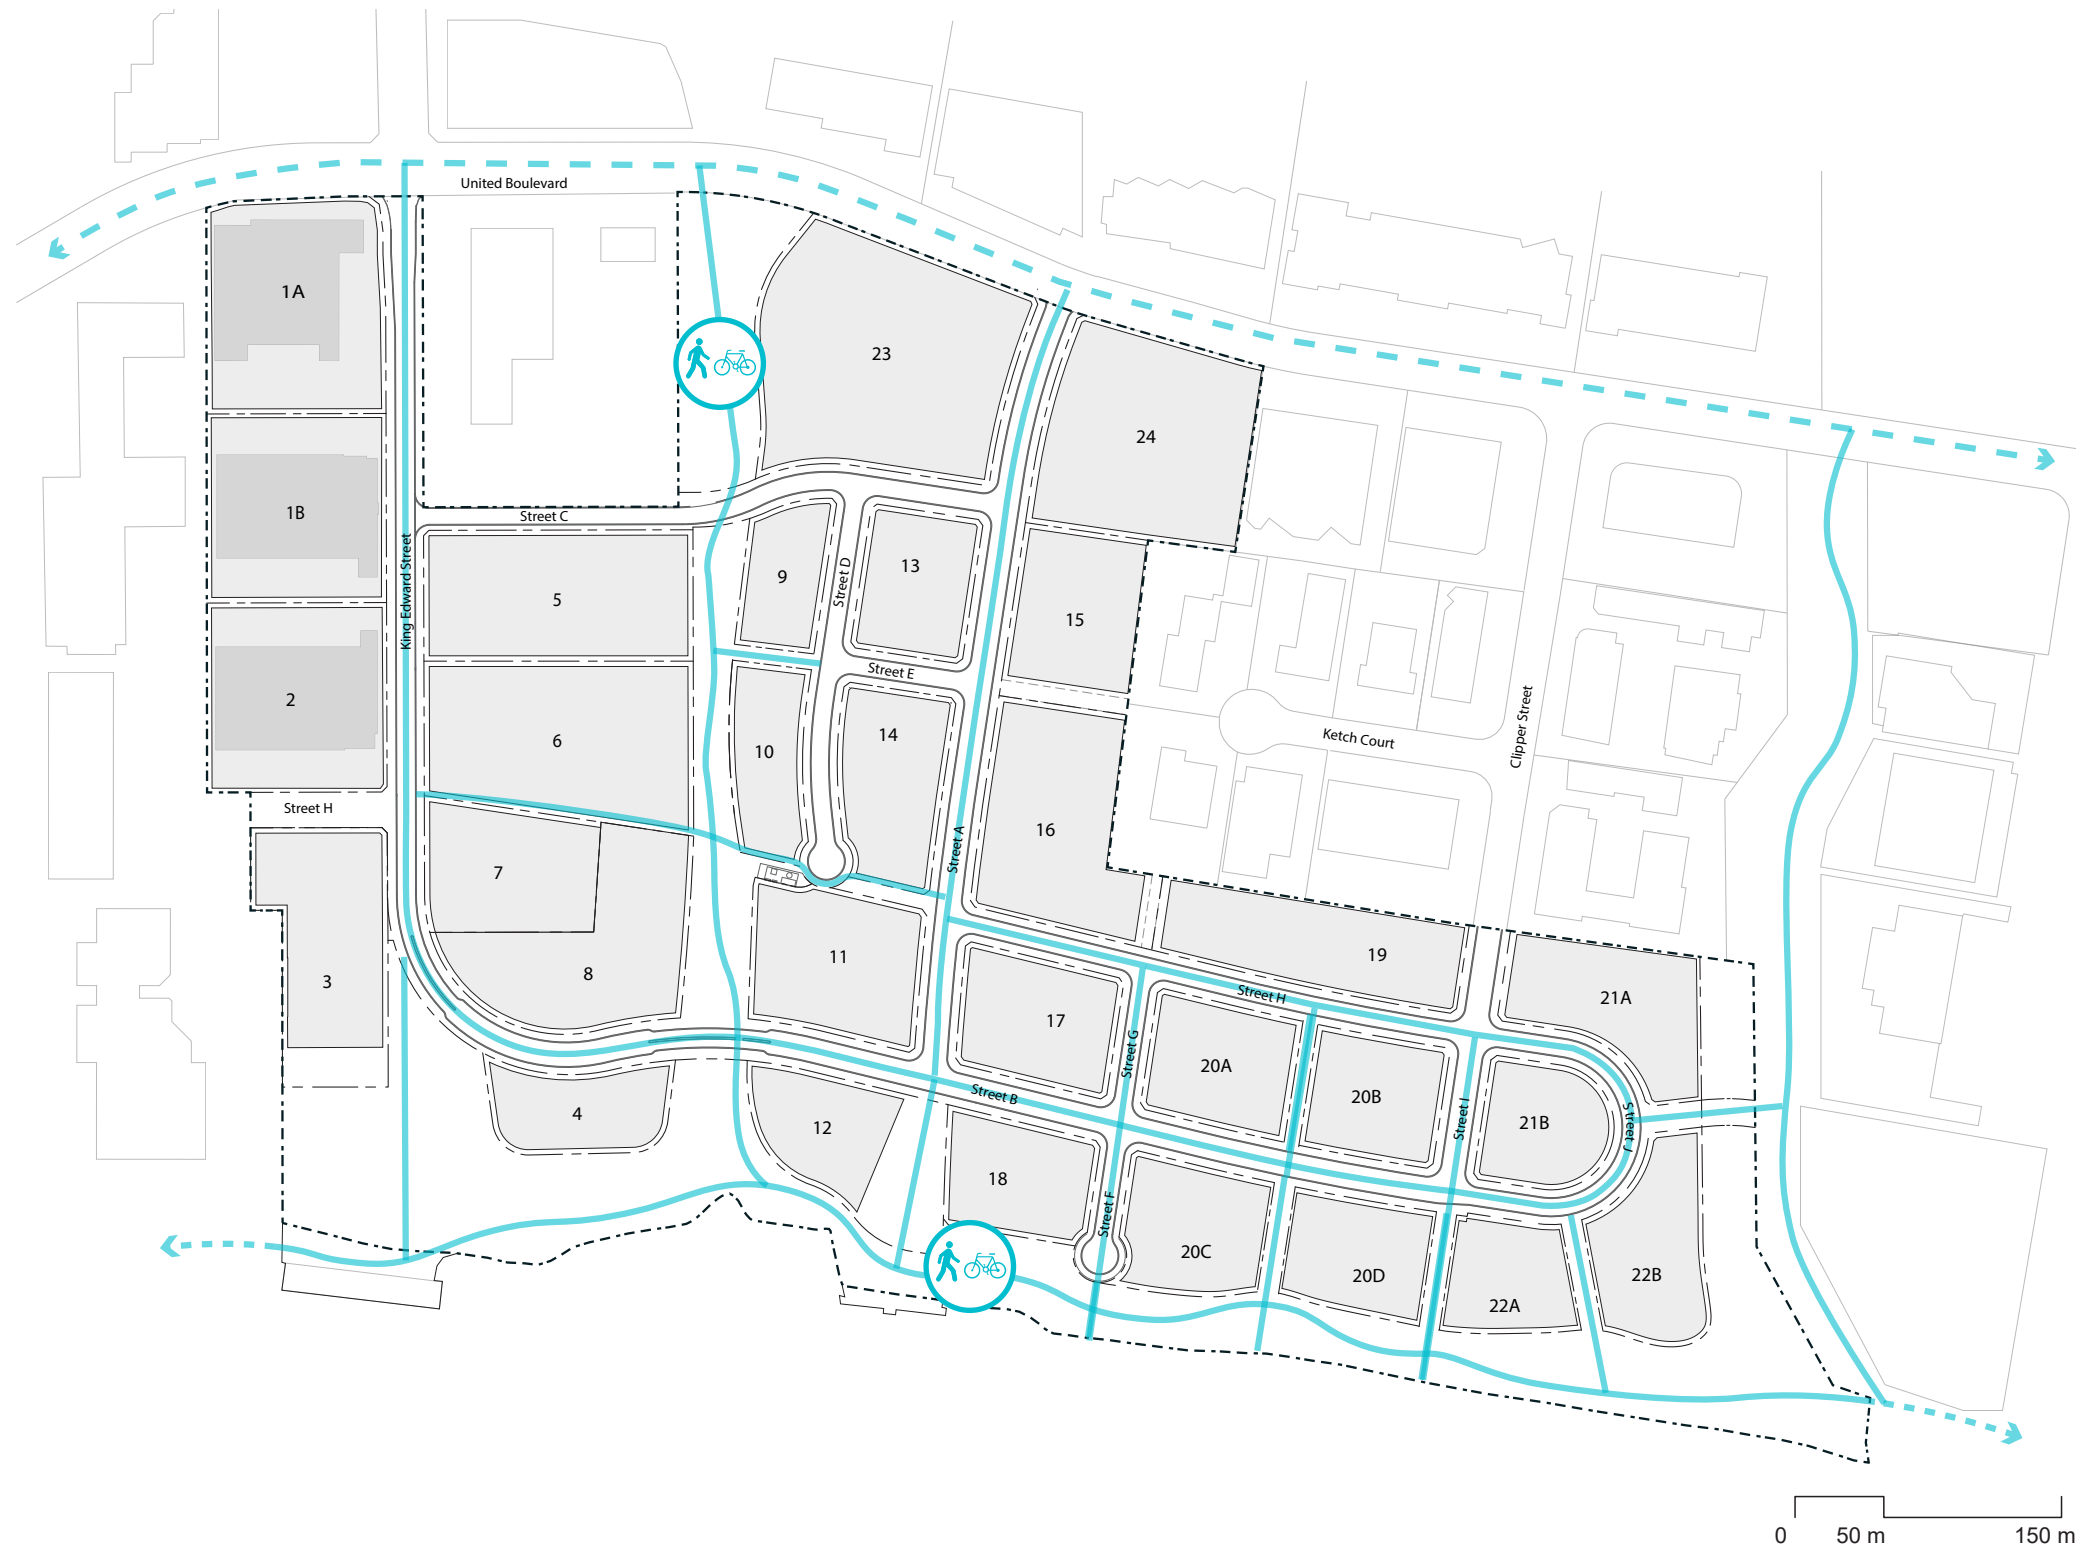 United Boulevard
1A
23
24
1B
Street C
King Edward Street
5
9
Street D
13
15
2
6
10
Street E
14
Ketch Court
Clipper Street
Street H
7
16
Street A
3
8
11
19
Street H
21A
17
Street G
20A
20B
Street I
21B
Street J
4
12
Street B
18
Street F
20C
20D
22A
22B
0
50 m
150 m